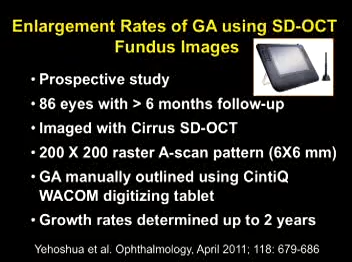 Enlargement Rates of GA using SD-OCT
Fundus Images
• Prospective study
• 86 eyes with > 6 months follow-up
• Imaged with Cirrus SD-OCT
• 200 X 200 raster A-scan pattern (6X6 mm)
• GA manually outlined using CintiQ
WACOM digitizing tablet
• Growth rates determined up to 2 years
Yehoshua et al. Ophthalmology, April 2011; 118: 679-686